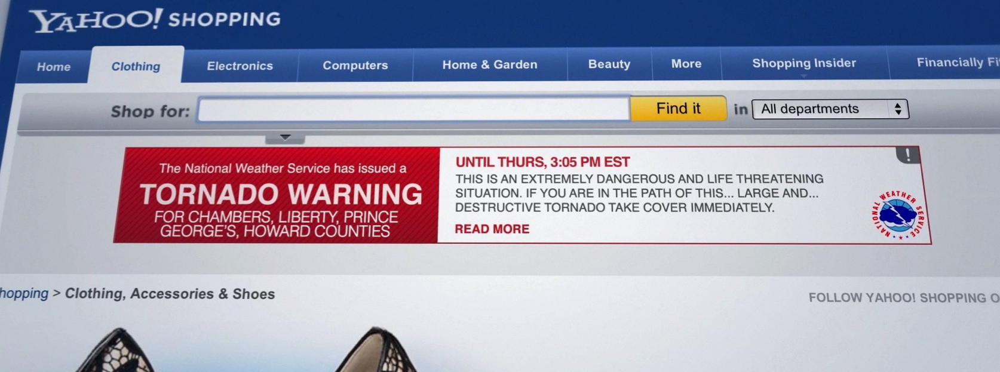 YAHOO! SHOPPING
Home Clothing Electronics Computers Home & Garden Beauty More Shopping Insider Financially
Shop for: Find it in All departments
The National Weather Service has issued a
TORNADO WARNING
FOR CHAMBERS, LIBERTY, PRINCE
GEORGE'S, HOWARD COUNTIES
UNTIL THURS, 3:05 PM EST
THIS IS AN EXTREMELY DANGEROUS AND LIFE THREATENING
SITUATION. IF YOU ARE IN THE PATH OF THIS... LARGE AND...
DESTRUCTIVE TORNADO TAKE COVER IMMEDIATELY.
READ MORE
!
NATIONAL WEATHER SERVICE
hopping > Clothing, Accessories & Shoes
FOLLOW YAHOO! SHOPPING O